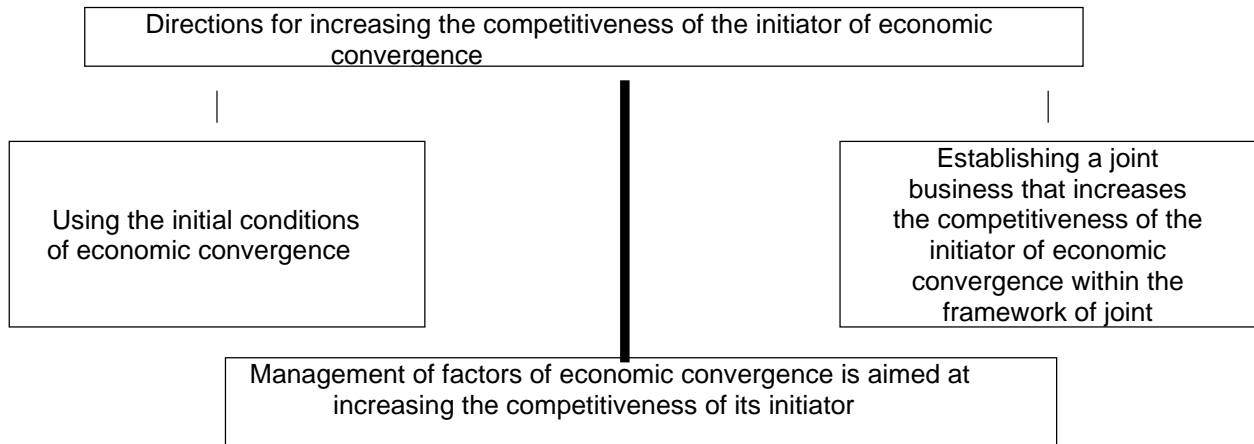 Directions for increasing the competitiveness of the initiator of economic
convergence
Using the initial conditions
of economic convergence
Establishing a joint
business that increases
the competitiveness of the
initiator of economic
convergence within the
framework of joint
Management of factors of economic convergence is aimed at
increasing the competitiveness of its initiator